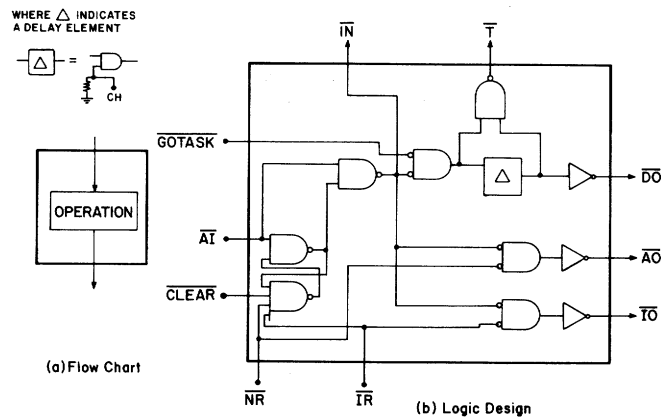 WHERE △ INDICATES
A DELAY ELEMENT
△
=
CH
OPERATION
(a) Flow Chart
IN
T
GOTASK
△
DO
AI
AO
CLEAR
IO
NR
IR
(b) Logic Design